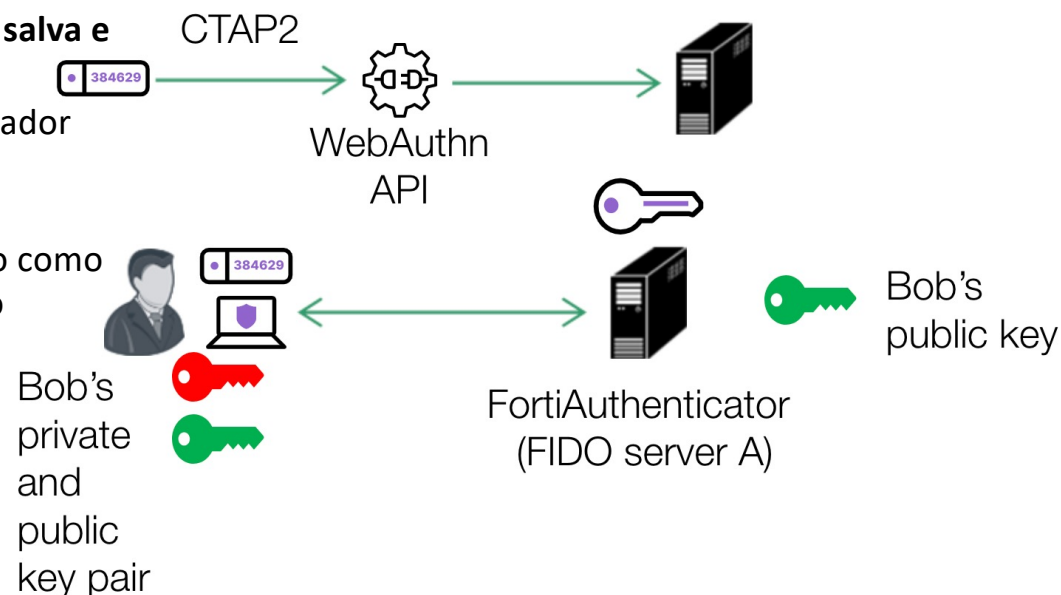 salva e
CTAP2
384629
ador
WebAuthn
API
como
384629
Bob's
public key
Bob's
private
and
public
key pair
FortiAuthenticator
(FIDO server A)